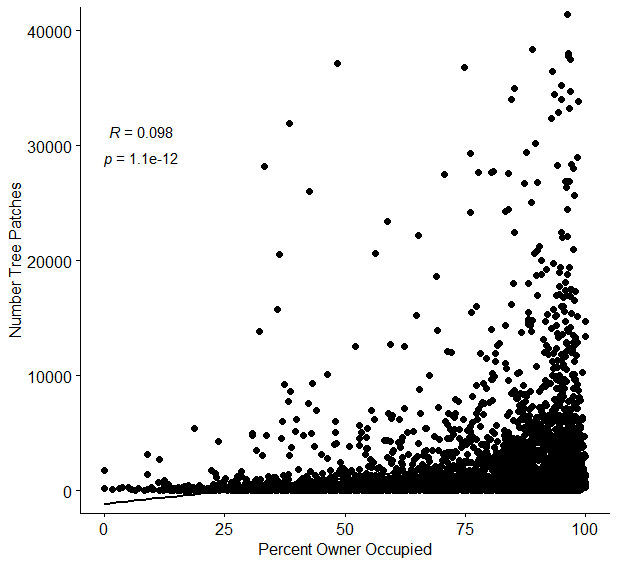 40000
R = 0.098
30000
p = 1.1e-12
Number Tree Patches
20000
10000
0
0 25 50 75 100
Percent Owner Occupied